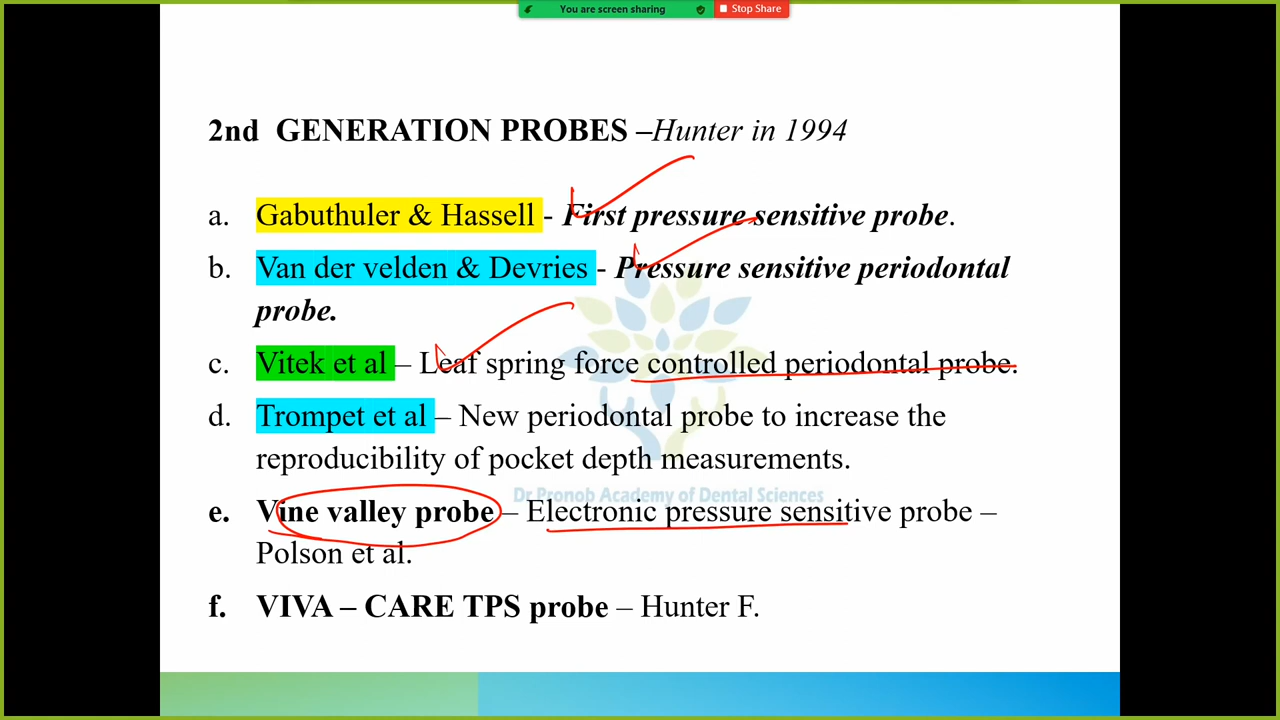 You are screen sharing Stop Share
2nd GENERATION PROBES –Hunter in 1994
a. Gabuthuler & Hassell - First pressure sensitive probe.
b. Van der velden & Devries - Pressure sensitive periodontal
probe.
c. Vitek et al – Leaf spring force controlled periodontal probe.
d. Trompet et al – New periodontal probe to increase the
reproducibility of pocket depth measurements.
Dr Pronob Academy of Dental Sciences
e. Vine valley probe – Electronic pressure sensitive probe –
Polson et al.
f. VIVA – CARE TPS probe – Hunter F.